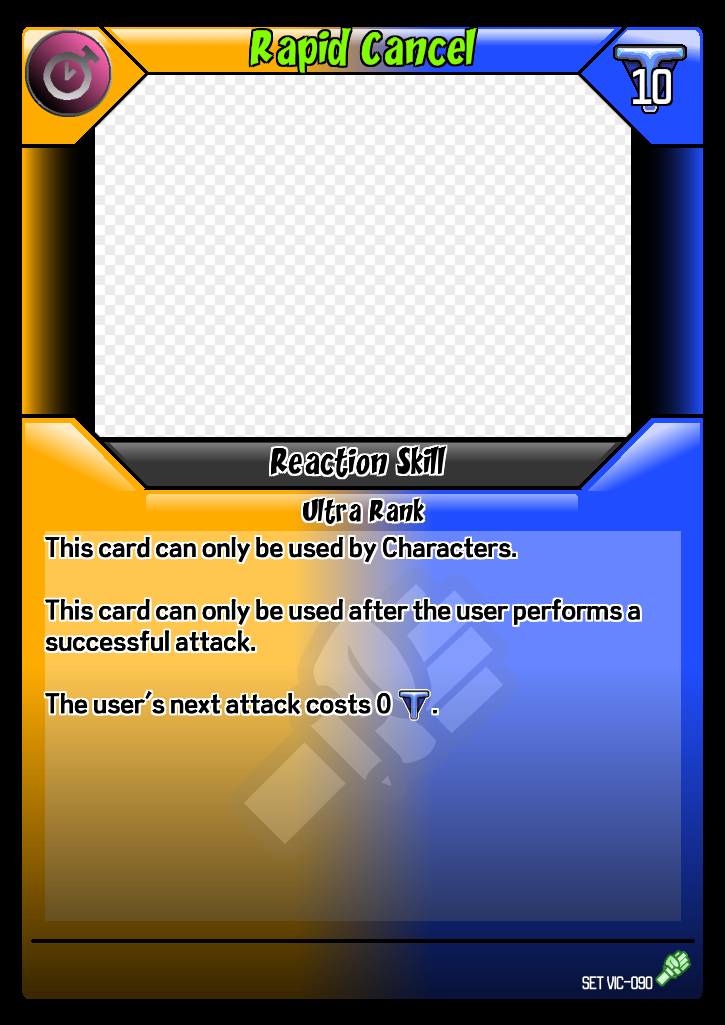 Rapid Cancel
10
Reaction Skill
Ultra Rank
This card can only be used by Characters.
This card can only be used after the user performs a
successful attack.
The user's next attack costs 0 T.
SET VIC-090